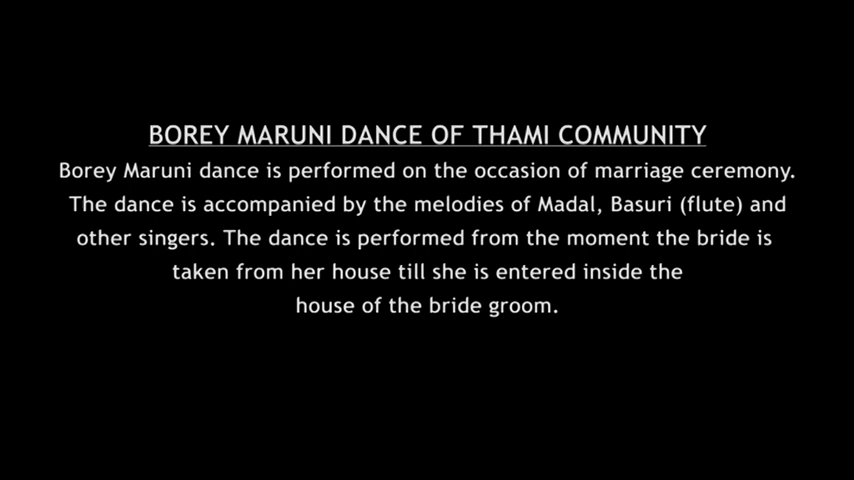 BOREY MARUNI DANCE OF THAMI COMMUNITY
Borey Maruni dance is performed on the occasion of marriage ceremony.
The dance is accompanied by the melodies of Madal, Basuri (flute) and
other singers. The dance is performed from the moment the bride is
taken from her house till she is entered inside the
house of the bride groom.